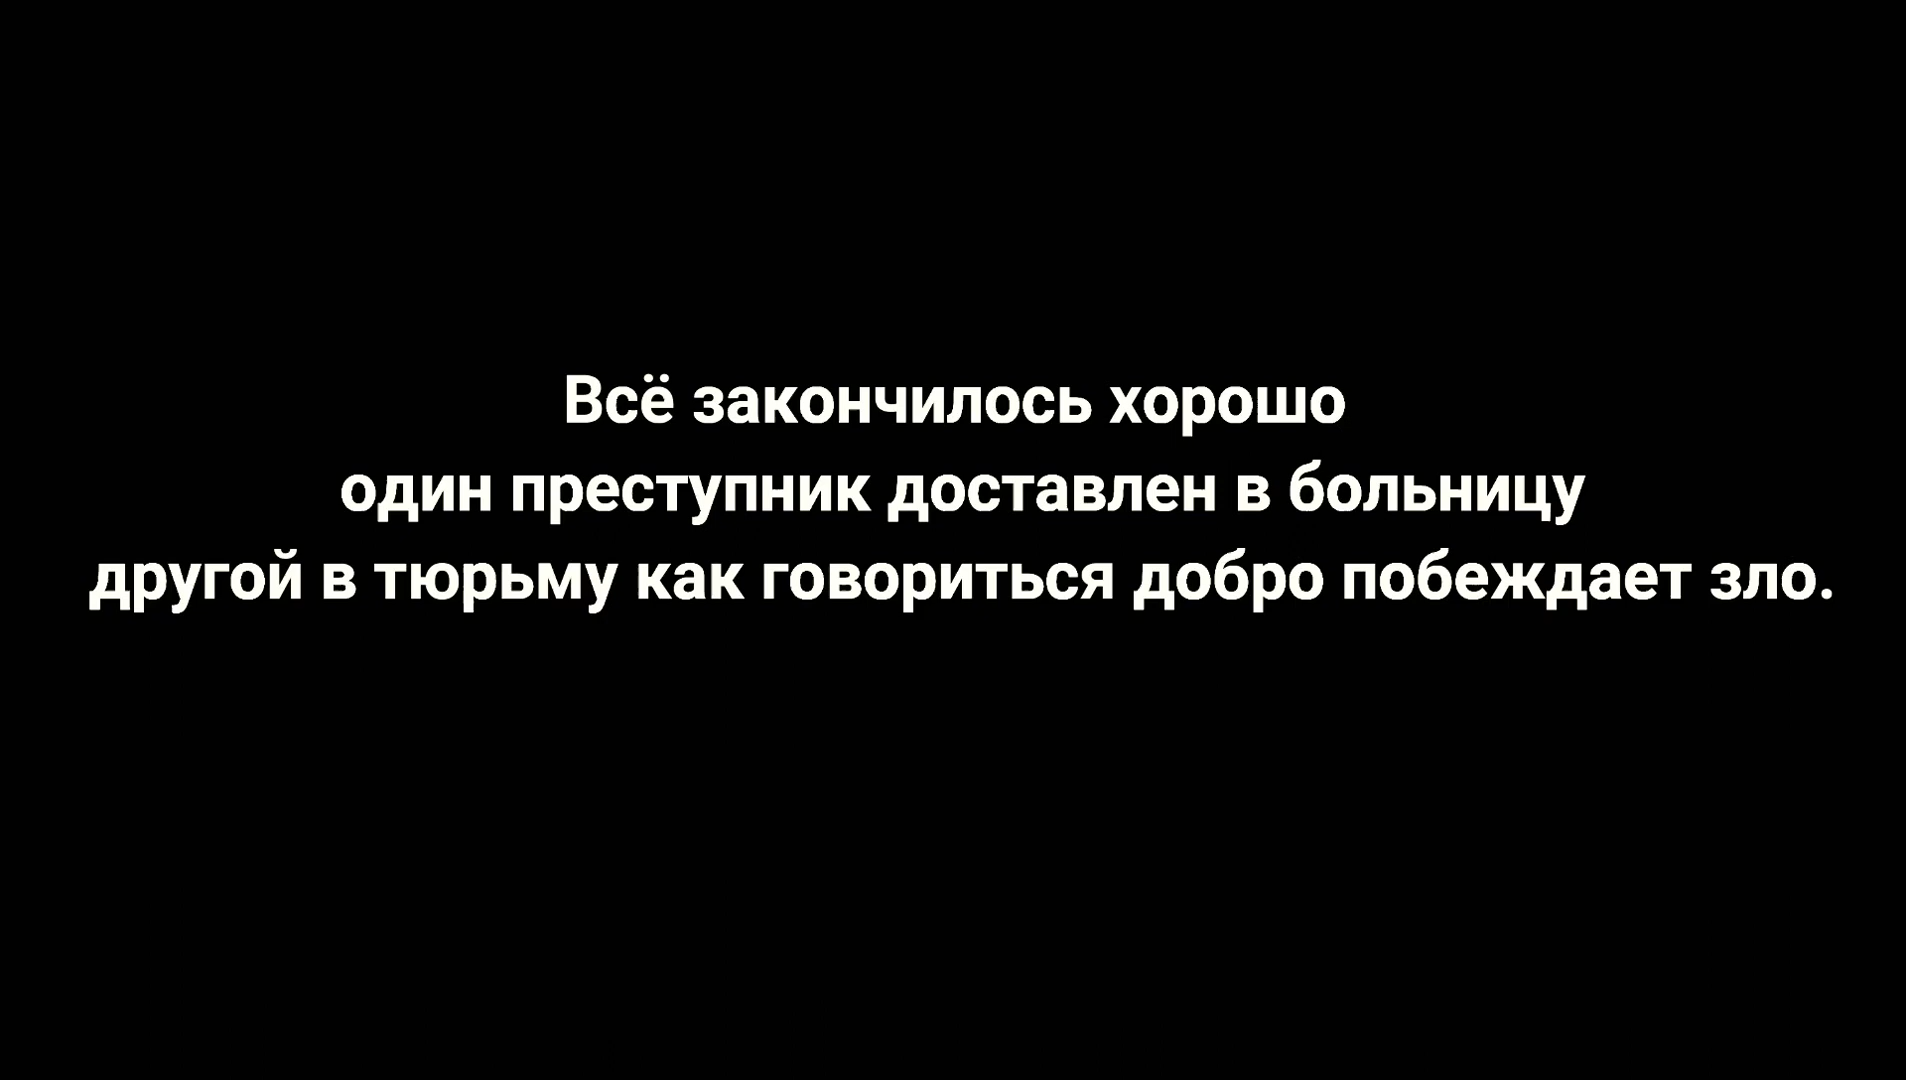 Всё закончилось хорошо
один преступник доставлен в больницу
другой в тюрьму как говориться добро побеждает зло.